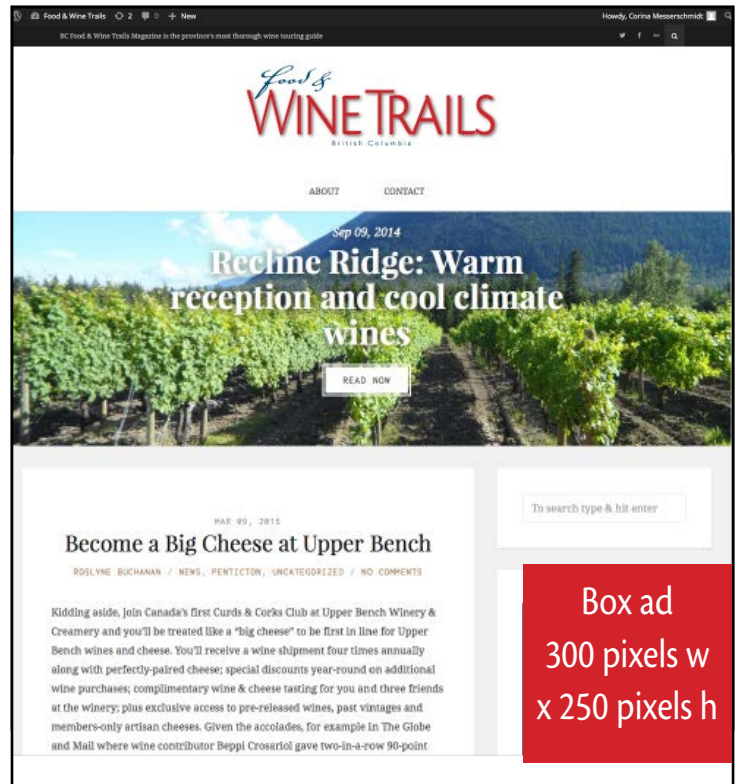 Food & Wine Trails 2 0 + New Howdy, Corina Messerschmidt
BC Food & Wine Trails Magazine is the province's most thorough wine touring guide
food &
WINE TRAILS
British Columbia
ABOUT CONTACT
Sep 09, 2014
Recline Ridge: Warm
reception and cool climate
wines
READ NOW
MAR 09, 2015
Become a Big Cheese at Upper Bench
ROSLYNE BUCHANAN / NEWS, PENTICTON, UNCATEGORIZED / NO COMMENTS
Kidding aside, join Canada's first Curds & Corks Club at Upper Bench Winery &
Creamery and you'll be treated like a "big cheese" to be first in line for Upper
Bench wines and cheese. You'll receive a wine shipment four times annually
along with perfectly-paired cheese; special discounts year-round on additional
wine purchases; complimentary wine & cheese tasting for you and three friends
at the winery; plus exclusive access to pre-released wines, past vintages and
members-only artisan cheeses. Given the accolades, for example in The Globe
and Mail where wine contributor Beppi Crosariol gave two-in-a-row 90-point
To search type & hit enter
Box ad
300 pixels w
x 250 pixels h